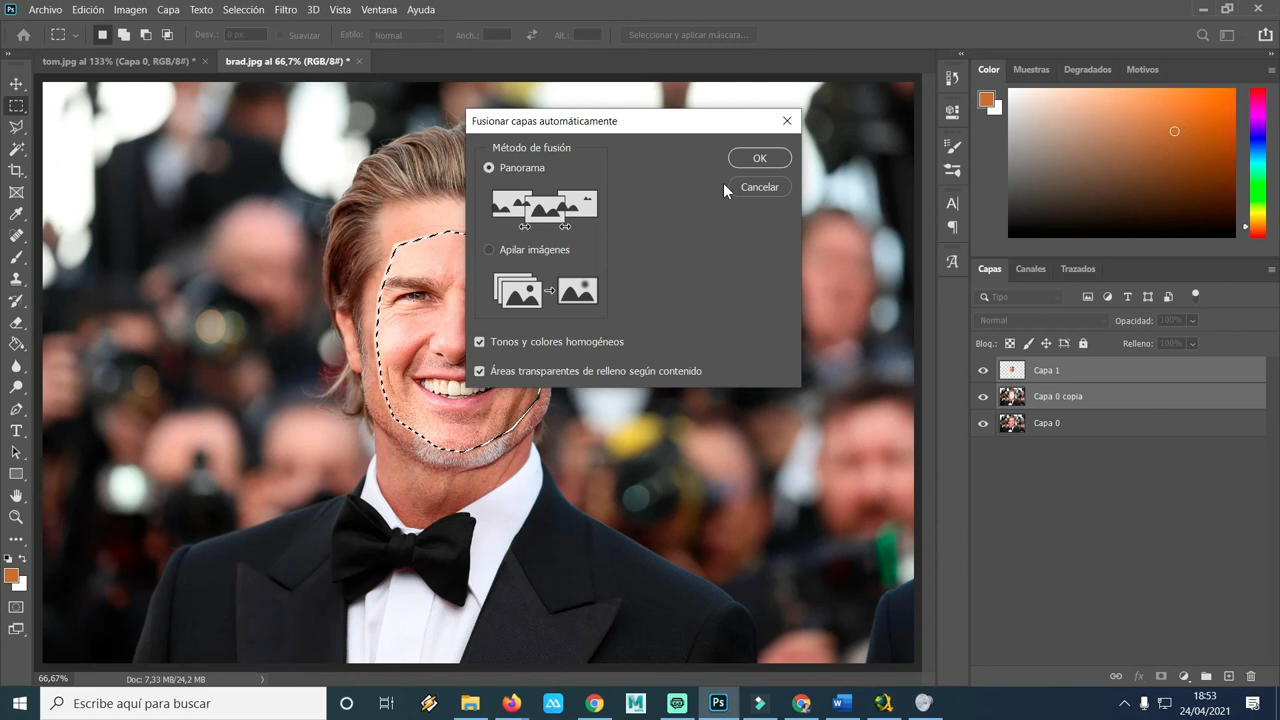 Ps Archivo Edición Imagen Capa Texto Selección Filtro 3D Vista Ventana Ayuda
Desv.: 0 px. Suavizar Estilo: Normal Anch.: Alt.: Seleccionar y aplicar máscara...
tom.jpg al 133% (Capa 0, RGB/8#) * × brad.jpg al 66,7% (RGB/8#) * ×
Color Muestras Degradados Motivos
Fusionar capas automáticamente
Método de fusión
Panorama
OK
Cancelar
Apilar imágenes
Tonos y colores homogéneos
Áreas transparentes de relleno según contenido
Capas Canales Trazados
Tipo
Normal Opacidad: 100%
Bloq.: Relleno: 100%
Capa 1
Capa 0 copia
Capa 0
66,67% Doc: 7,33 MB/24,2 MB
Escribe aquí para buscar
Ps
18:53
24/04/2021